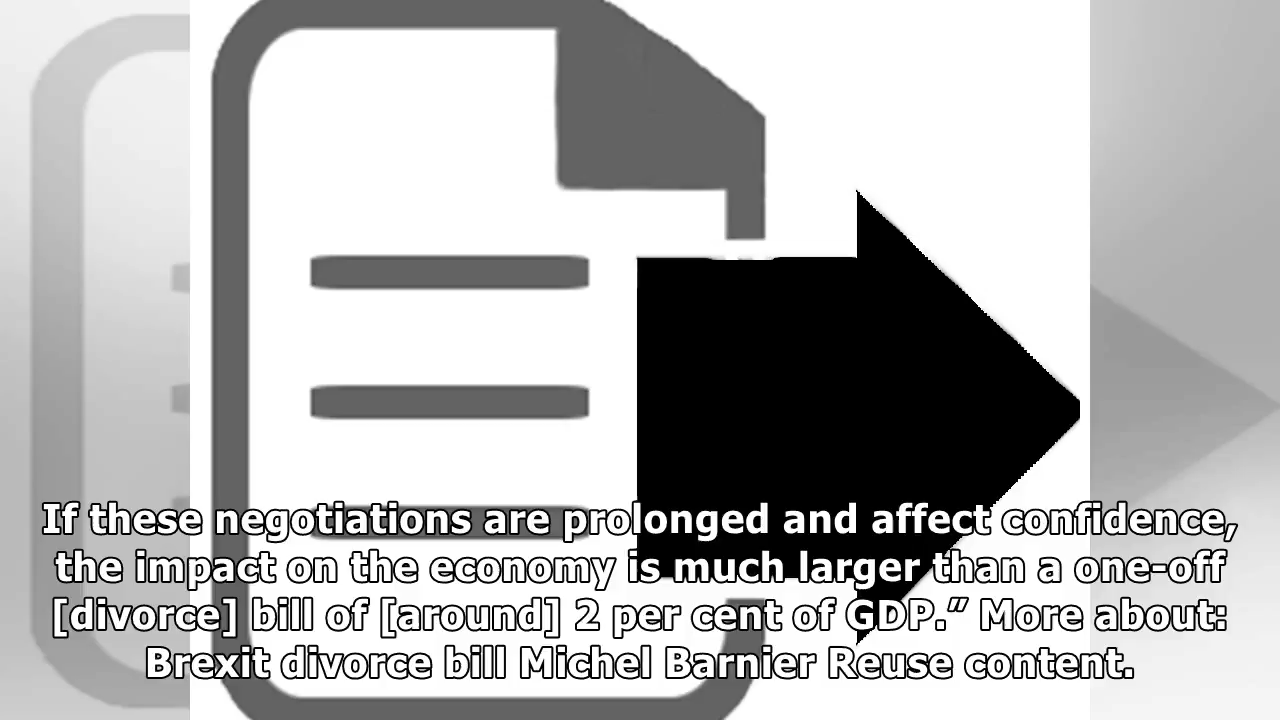 If these negotiations are prolonged and affect confidence,
the impact on the economy is much larger than a one-off
[divorce] bill of [around] 2 per cent of GDP.” More about:
Brexit divorce bill Michel Barnier Reuse content.